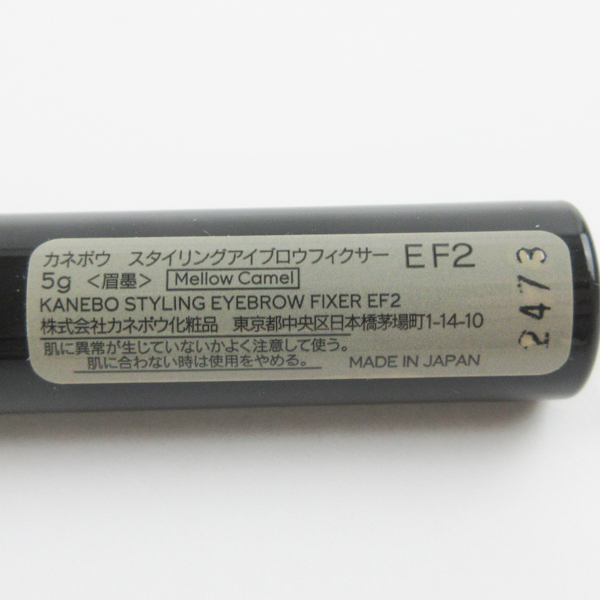 カネボウ スタイリングアイブロウフィクサー EF2
5g <眉墨> Mellow Camel
KANEBO STYLING EYEBROW FIXER EF2
株式会社カネボウ化粧品 東京都中央区日本橋茅場町1-14-10
肌に異常が生じていないかよく注意して使う。
肌に合わない時は使用をやめる。 MADE IN JAPAN
2473